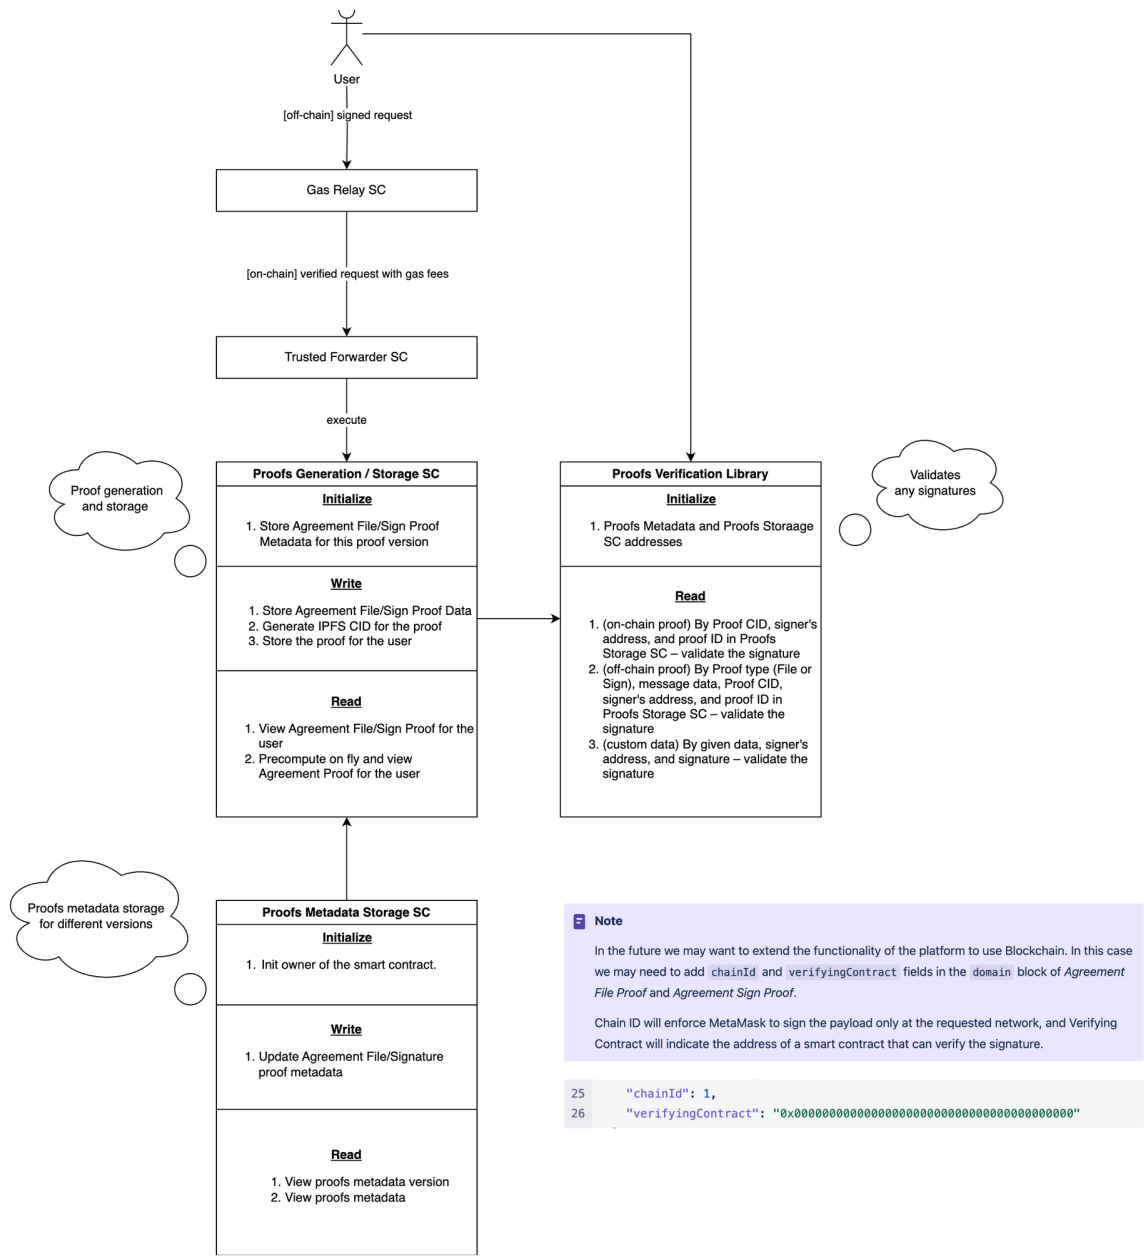 User
[off-chain] signed request
Gas Relay SC
[on-chain] verified request with gas fees
Trusted Forwarder SC
execute
Proof generation
and storage
Proofs Generation / Storage SC
Initialize
1. Store Agreement File/Sign Proof
Metadata for this proof version
Write
1. Store Agreement File/Sign Proof Data
2. Generate IPFS CID for the proof
3. Store the proof for the user
Read
1. View Agreement File/Sign Proof for the
user
2. Precompute on fly and view
Agreement Proof for the user
Proofs Verification Library
Initialize
1. Proofs Metadata and Proofs Storaage
SC addresses
Read
1. (on-chain proof) By Proof CID, signer's
address, and proof ID in Proofs
Storage SC – validate the signature
2. (off-chain proof) By Proof type (File or
Sign), message data, Proof CID,
signer's address, and proof ID in
Proofs Storage SC – validate the
signature
3. (custom data) By given data, signer's
address, and signature – validate the
signature
Validates
any signatures
Proofs metadata storage
for different versions
Proofs Metadata Storage SC
Initialize
1. Init owner of the smart contract.
Write
1. Update Agreement File/Signature
proof metadata
Read
1. View proofs metadata version
2. View proofs metadata
Note
In the future we may want to extend the functionality of the platform to use Blockchain. In this case
we may need to add chainId and verifyingContract fields in the domain block of Agreement
File Proof and Agreement Sign Proof.
Chain ID will enforce MetaMask to sign the payload only at the requested network, and Verifying
Contract will indicate the address of a smart contract that can verify the signature.
25 "chainId": 1,
26 "verifyingContract": "0x0000000000000000000000000000000000000000"